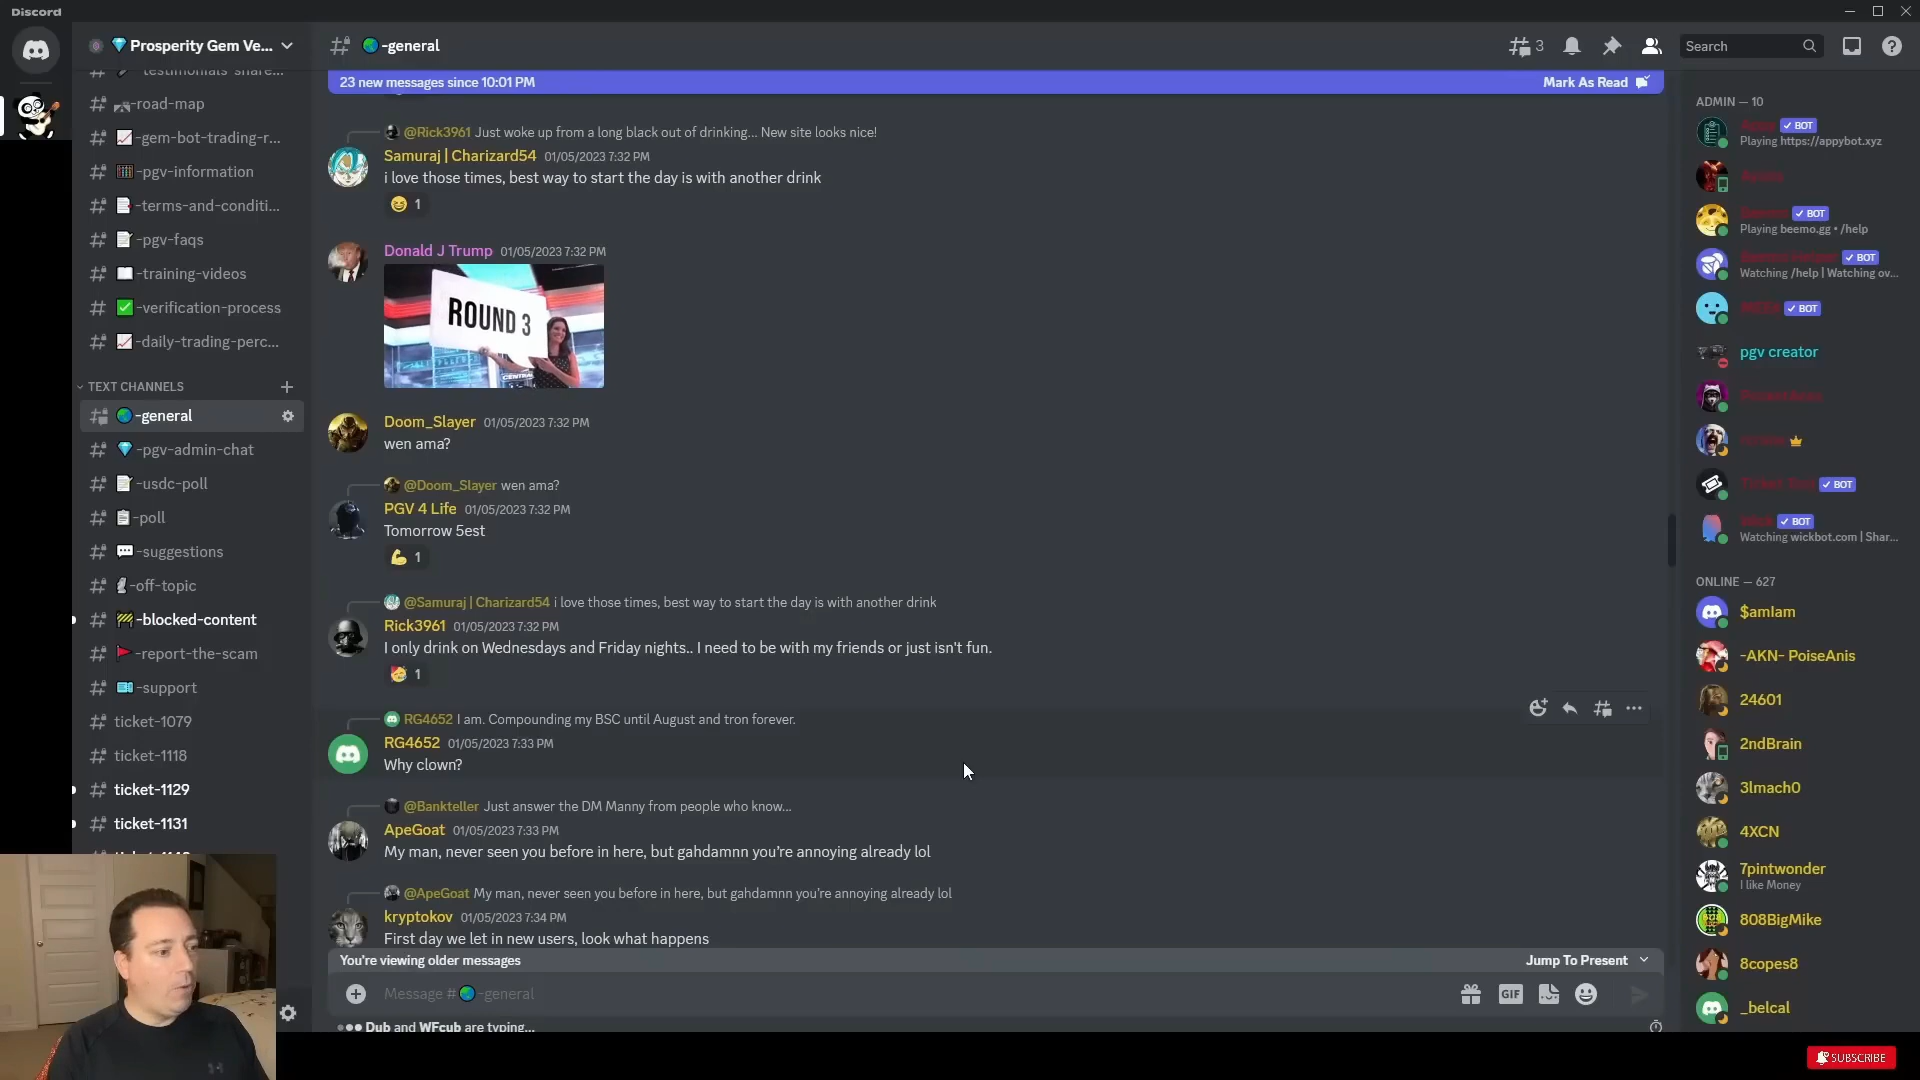 Discord
Prosperity Gem Ve...
-testimonials-share...
-road-map
-gem-bot-trading-r...
-pgv-information
-terms-and-conditi...
-pgv-faqs
-training-videos
-verification-process
-daily-trading-perc...
TEXT CHANNELS
-general
-pgv-admin-chat
-usdc-poll
-poll
-suggestions
-off-topic
-blocked-content
-report-the-scam
-support
ticket-1079
ticket-1118
ticket-1129
ticket-1131
-general
3
Search
23 new messages since 10:01 PM
Mark As Read
@Rick3961 Just woke up from a long black out of drinking... New site looks nice!
Samuraj | Charizard54 01/05/2023 7:32 PM
i love those times, best way to start the day is with another drink
1
Donald J Trump 01/05/2023 7:32 PM
ROUND 3
Doom_Slayer 01/05/2023 7:32 PM
wen ama?
@Doom_Slayer wen ama?
PGV 4 Life 01/05/2023 7:32 PM
Tomorrow 5est
1
@Samuraj | Charizard54 i love those times, best way to start the day is with another drink
Rick3961 01/05/2023 7:32 PM
I only drink on Wednesdays and Friday nights.. I need to be with my friends or just isn't fun.
1
RG4652 I am. Compounding my BSC until August and tron forever.
RG4652 01/05/2023 7:33 PM
Why clown?
@Bankteller Just answer the DM Manny from people who know...
ApeGoat 01/05/2023 7:33 PM
My man, never seen you before in here, but gahdamnn you're annoying already lol
@ApeGoat My man, never seen you before in here, but gahdamnn you're annoying already lol
kryptokov 01/05/2023 7:34 PM
First day we let in new users, look what happens
You're viewing older messages
Jump To Present
Message # -general
GIF
Dub and WFcub are typing...
ADMIN — 10
BOT
Playing https://appybot.xyz
BOT
Playing beemo.gg • /help
BOT
Watching /help | Watching ov...
BOT
pgv creator
BOT
BOT
Watching wickbot.com | Shar...
ONLINE — 627
$amIam
-AKN- PoiseAnis
24601
2ndBrain
3lmach0
4XCN
7pintwonder
I like Money
808BigMike
8copes8
_belcal
SUBSCRIBE